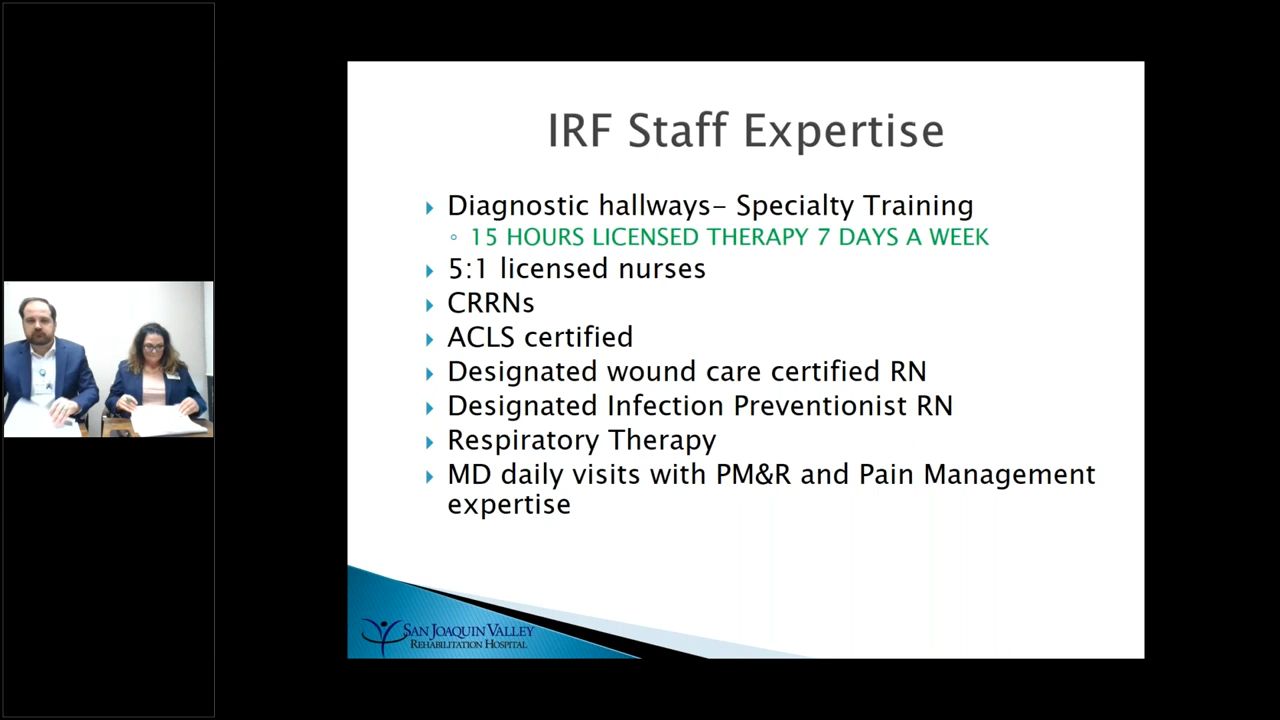 IRF Staff Expertise
Diagnostic hallways– Specialty Training
15 HOURS LICENSED THERAPY 7 DAYS A WEEK
5:1 licensed nurses
CRRNs
ACLS certified
Designated wound care certified RN
Designated Infection Preventionist RN
Respiratory Therapy
MD daily visits with PM&R and Pain Management
expertise
SAN JOAQUIN VALLEY
REHABILITATION HOSPITAL